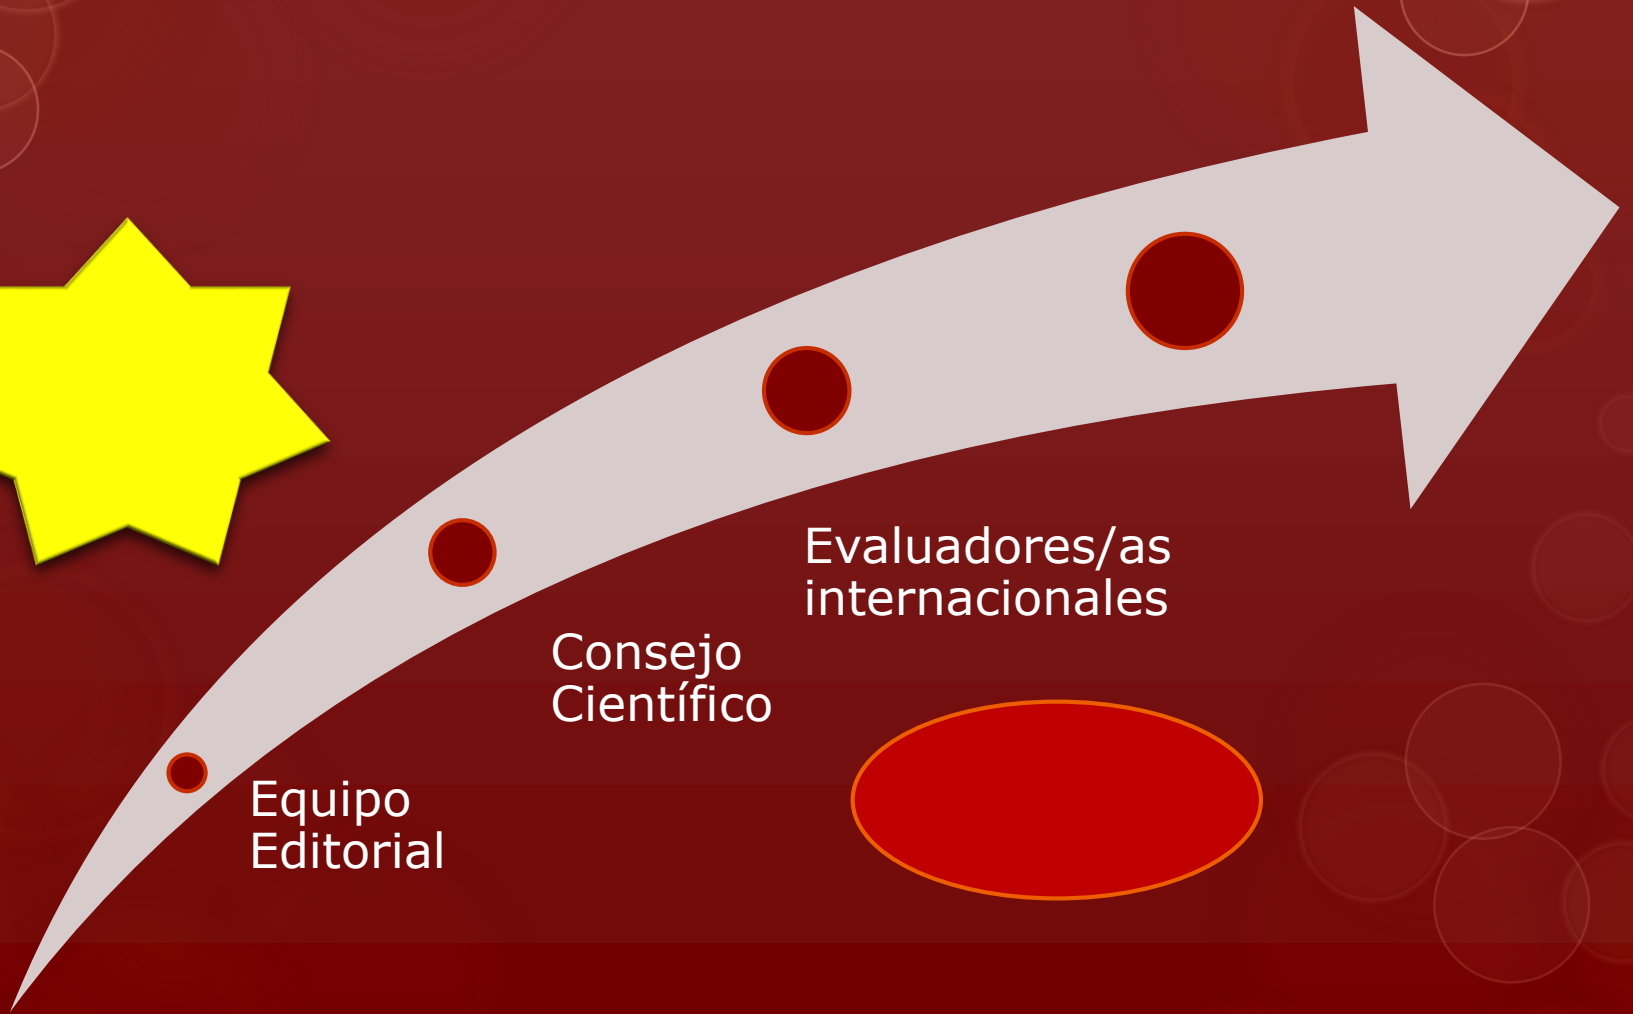 Evaluadores/as
internacionales
Consejo
Científico
Equipo
Editorial